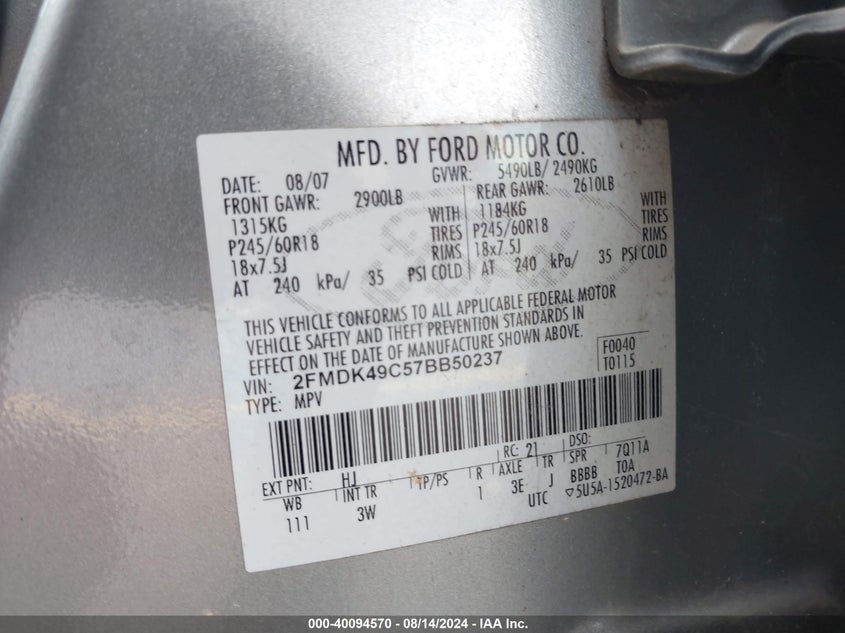 MFD. BY FORD MOTOR CO.
DATE: 08/07 GVWR: 5490LB/ 2490KG
FRONT GAWR: 2900LB REAR GAWR: 2610LB
1315KG WITH 1184KG WITH
P245/60R18 TIRES P245/60R18 TIRES
18x7.5J RIMS 18x7.5J RIMS
AT 240 kPa/ 35 PSI COLD AT 240 kPa/ 35 PSI COLD
THIS VEHICLE CONFORMS TO ALL APPLICABLE FEDERAL MOTOR
VEHICLE SAFETY AND THEFT PREVENTION STANDARDS IN
EFFECT ON THE DATE OF MANUFACTURE SHOWN ABOVE.
VIN: 2FMDK49C57BB50237 F0040
TYPE: MPV T0115
EXT PNT: HJ RC: 21 DSO:
WB INT TR TP/PS R AXLE TR SPR 7Q11A
111 3W 1 3E J BBBB TOA
UTC ▽5U5A-1520472-BA
000-40094570 - 08/14/2024 - IAA Inc.